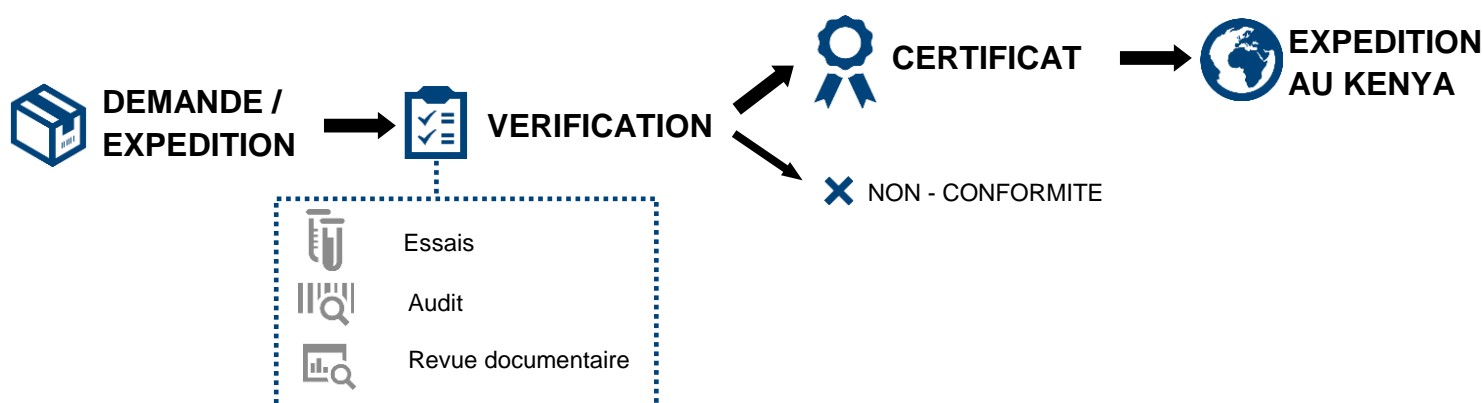 DEMANDE /
EXPEDITION
VERIFICATION
CERTIFICAT
EXPEDITION
AU KENYA
NON - CONFORMITE
Essais
Audit
Revue documentaire